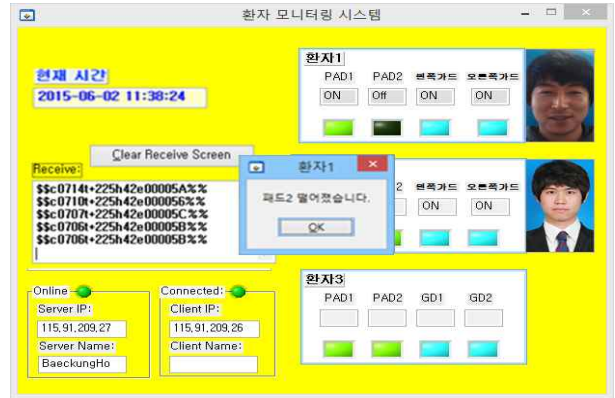 환자 모니터링 시스템
현재 시간
2015-06-02 11:38:24
Clear Receive Screen
Receive:
$$c0714t+225h42e00005A%%
$$c0710t+225h42e000056%%
$$c0707t+225h42e00005C%%
$$c0706t+225h42e00005B%%
$$c0706t+225h42e00005B%%
Online
Server IP:
115,91,209,27
Server Name:
BaeckungHo
Connected:
Client IP:
115,91,209,26
Client Name:
환자1
PAD1 PAD2 왼쪽가드 오른쪽가드
ON Off ON ON
환자1
패드2 떨어졌습니다.
OK
2 왼쪽가드 오른쪽가드
ON ON
환자3
PAD1 PAD2 GD1 GD2